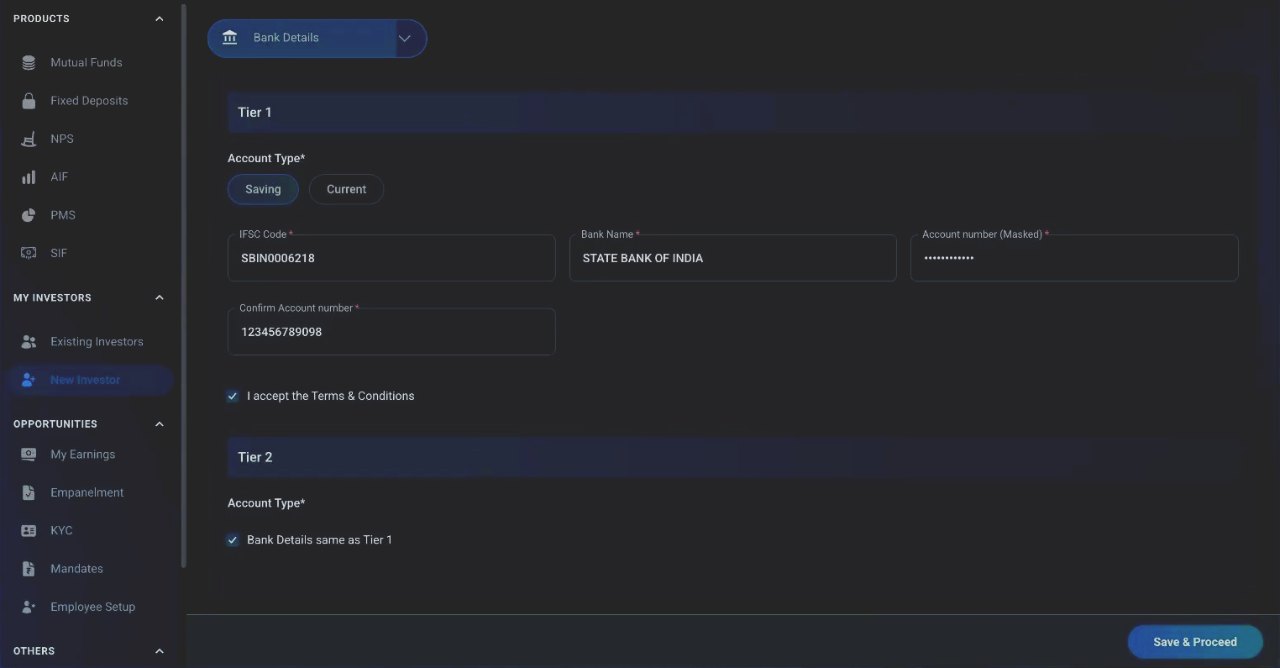 PRODUCTS
Mutual Funds
Fixed Deposits
NPS
AIF
PMS
SIF
MY INVESTORS
Existing Investors
New Investor
OPPORTUNITIES
My Earnings
Empanelment
KYC
Mandates
Employee Setup
OTHERS
Bank Details
Tier 1
Account Type*
Saving Current
IFSC Code * Bank Name * Account number (Masked) *
SBIN0006218 STATE BANK OF INDIA ••••••••••••
Confirm Account number *
123456789098
I accept the Terms & Conditions
Tier 2
Account Type*
Bank Details same as Tier 1
Save & Proceed